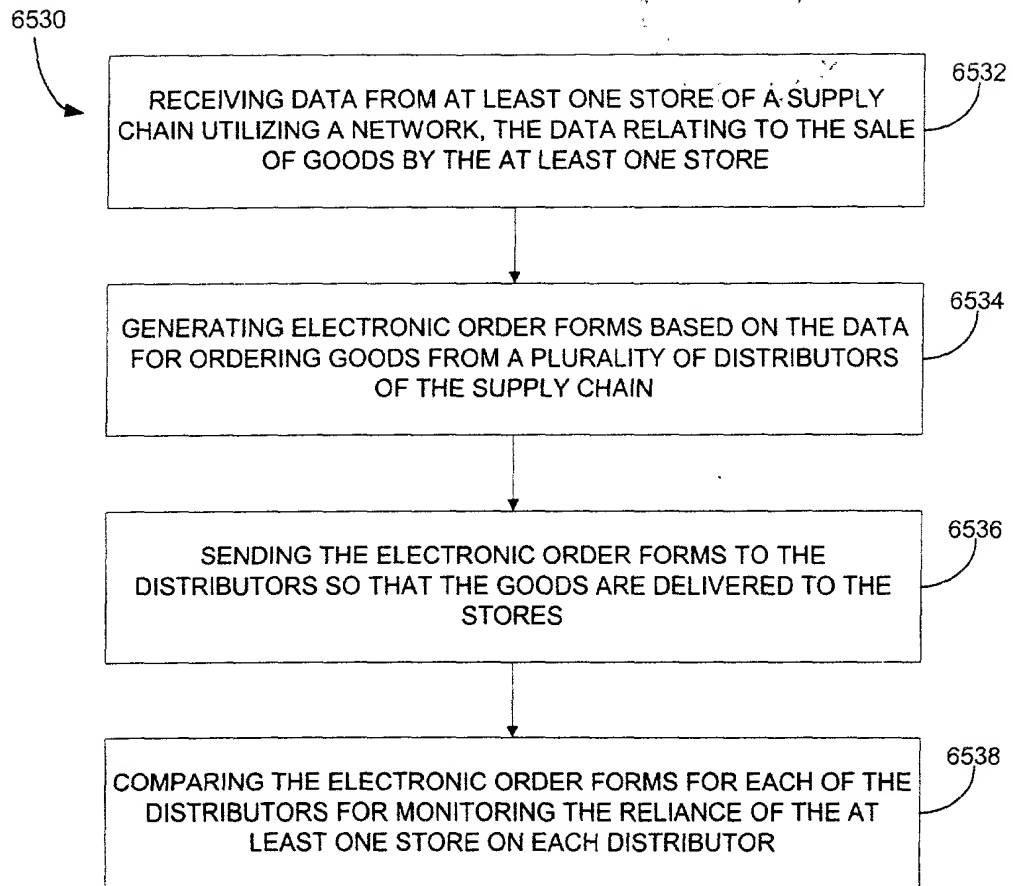 6530
6532
RECEIVING DATA FROM AT LEAST ONE STORE OF A SUPPLY
CHAIN UTILIZING A NETWORK, THE DATA RELATING TO THE SALE
OF GOODS BY THE AT LEAST ONE STORE
6534
GENERATING ELECTRONIC ORDER FORMS BASED ON THE DATA
FOR ORDERING GOODS FROM A PLURALITY OF DISTRIBUTORS
OF THE SUPPLY CHAIN
6536
SENDING THE ELECTRONIC ORDER FORMS TO THE
DISTRIBUTORS SO THAT THE GOODS ARE DELIVERED TO THE
STORES
6538
COMPARING THE ELECTRONIC ORDER FORMS FOR EACH OF THE
DISTRIBUTORS FOR MONITORING THE RELIANCE OF THE AT
LEAST ONE STORE ON EACH DISTRIBUTOR